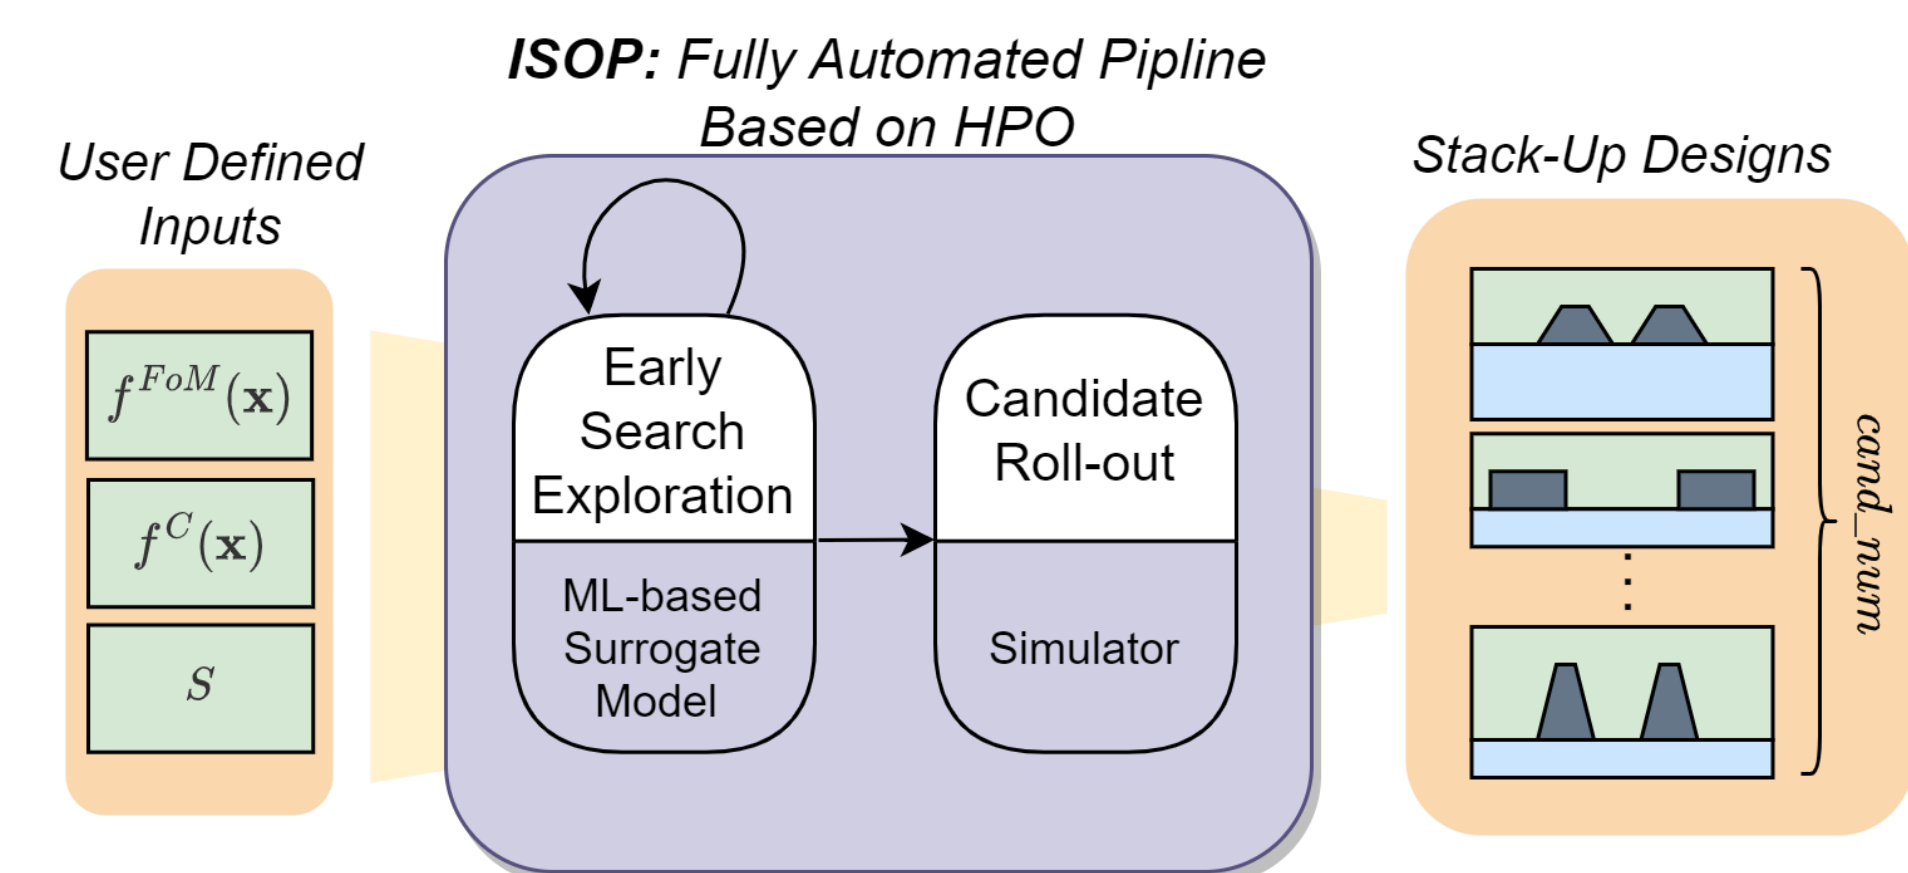 ISOP: Fully Automated Pipline
Based on HPO
User Defined
Inputs
f^{FoM}(x)
f^{C}(x)
S
Early
Search
Exploration
ML-based
Surrogate
Model
Candidate
Roll-out
Simulator
Stack-Up Designs
cand_num